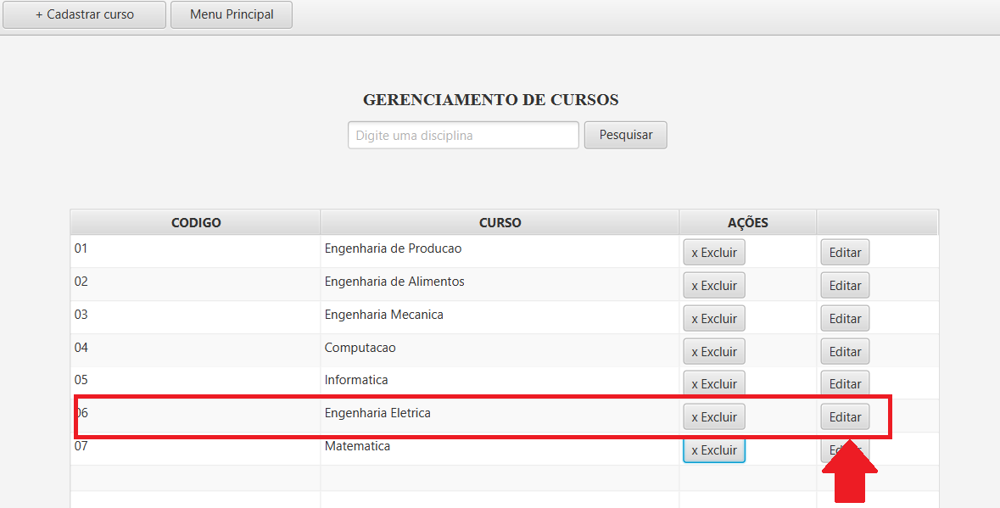 + Cadastrar curso Menu Principal
GERENCIAMENTO DE CURSOS
Digite uma disciplina Pesquisar
CODIGO CURSO AÇÕES
01 Engenharia de Producao x Excluir Editar
02 Engenharia de Alimentos x Excluir Editar
03 Engenharia Mecanica x Excluir Editar
04 Computacao x Excluir Editar
05 Informatica x Excluir Editar
06 Engenharia Eletrica x Excluir Editar
07 Matematica x Excluir